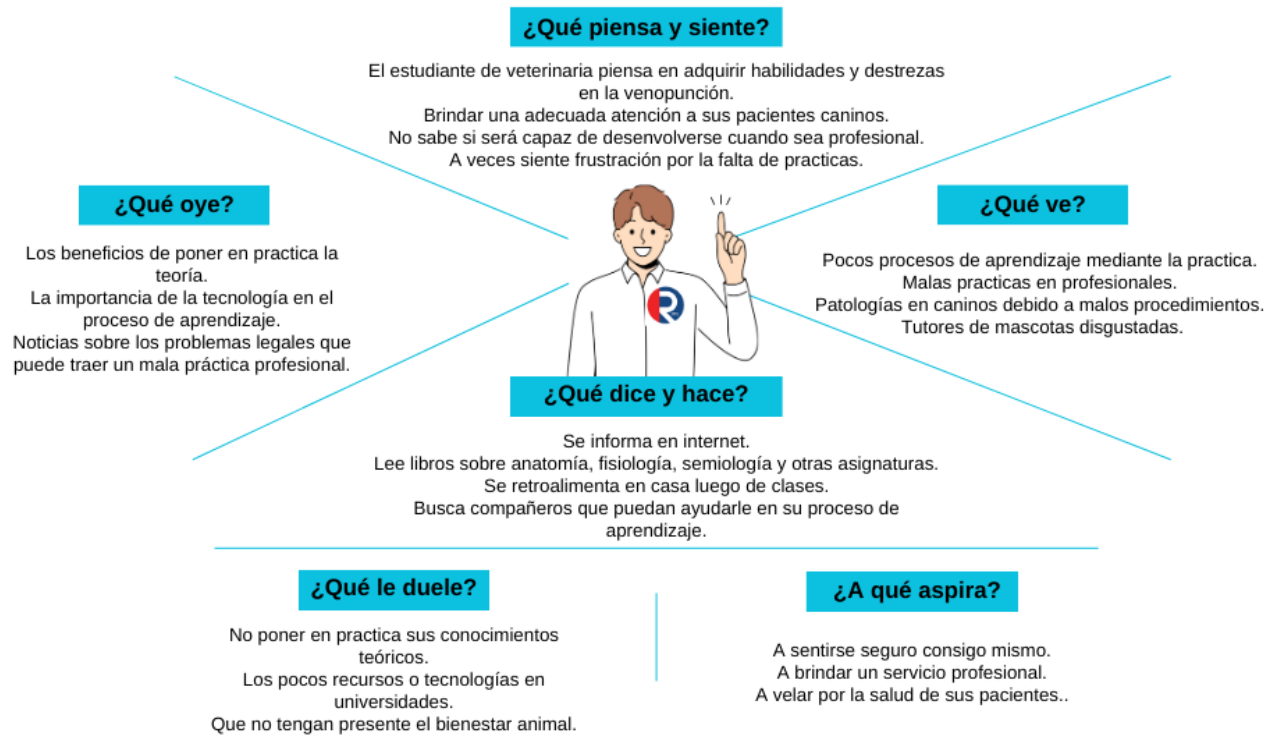 ¿Qué piensa y siente?
El estudiante de veterinaria piensa en adquirir habilidades y destrezas
en la venopunción.
Brindar una adecuada atención a sus pacientes caninos.
No sabe si será capaz de desenvolverse cuando sea profesional.
A veces siente frustración por la falta de practicas.
¿Qué oye?
Los beneficios de poner en practica la
teoría.
La importancia de la tecnología en el
proceso de aprendizaje.
Noticias sobre los problemas legales que
puede traer un mala práctica profesional.
¿Qué ve?
Pocos procesos de aprendizaje mediante la practica.
Malas practicas en profesionales.
Patologías en caninos debido a malos procedimientos.
Tutores de mascotas disgustadas.
R
¿Qué dice y hace?
Se informa en internet.
Lee libros sobre anatomía, fisiología, semiología y otras asignaturas.
Se retroalimenta en casa luego de clases.
Busca compañeros que puedan ayudarle en su proceso de
aprendizaje.
¿Qué le duele?
No poner en practica sus conocimientos
teóricos.
Los pocos recursos o tecnologías en
universidades.
Que no tengan presente el bienestar animal.
¿A qué aspira?
A sentirse seguro consigo mismo.
A brindar un servicio profesional.
A velar por la salud de sus pacientes..